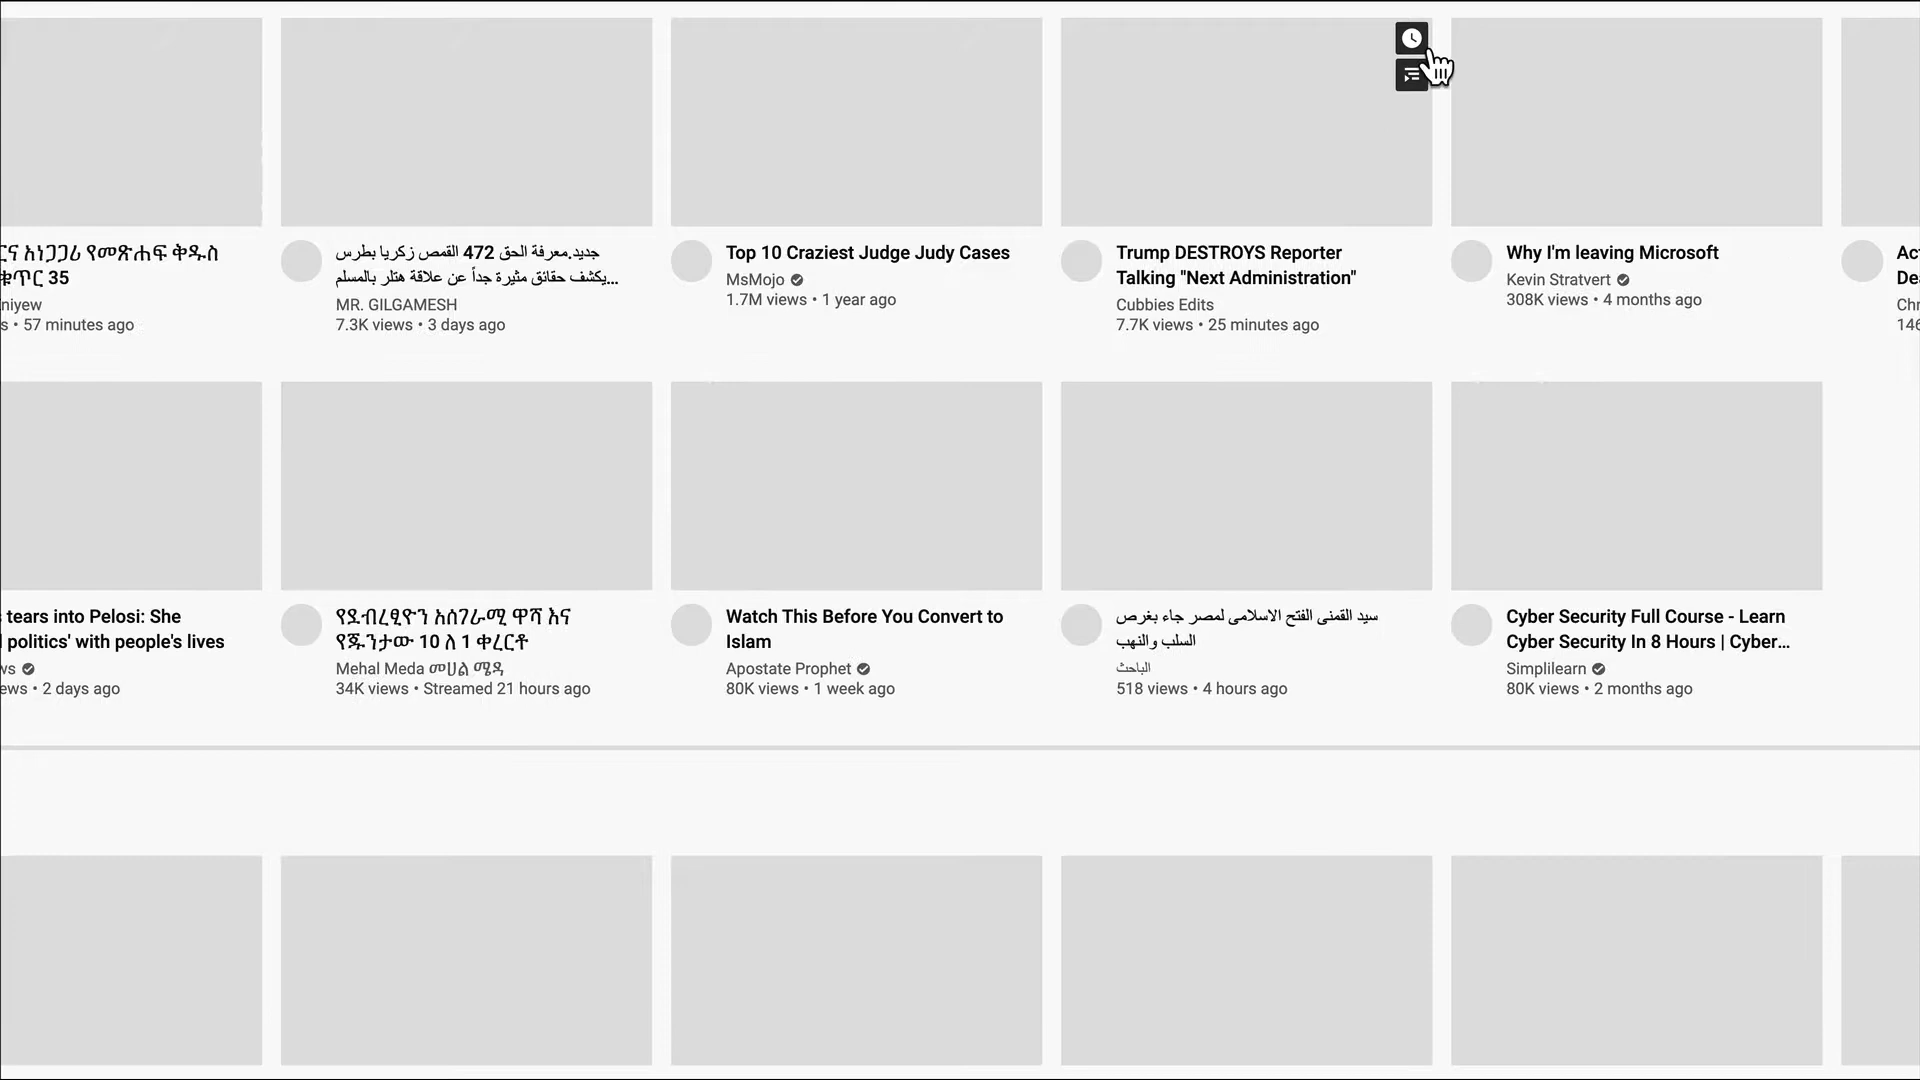 ርና አነጋጋሪ የመጽሐፍ ቅዱስ
ቁጥር 35
niyew
s • 57 minutes ago
جديد.معرفة الحق 472 القمص زكريا بطرس
يكشف حقائق مثيرة جداً عن علاقة هتلر بالمسلم...
MR. GILGAMESH
7.3K views • 3 days ago
Top 10 Craziest Judge Judy Cases
MsMojo
1.7M views • 1 year ago
Trump DESTROYS Reporter
Talking "Next Administration"
Cubbies Edits
7.7K views • 25 minutes ago
Why I'm leaving Microsoft
Kevin Stratvert
308K views • 4 months ago
Ac
De
Chr
146
tears into Pelosi: She
politics' with people's lives
ws
ews • 2 days ago
የደብረፂዮን አሰገራሚ ዋሻ እና
የጁንታው 10 ለ 1 ቀረርቶ
Mehal Meda መሀል ሜዳ
34K views • Streamed 21 hours ago
Watch This Before You Convert to
Islam
Apostate Prophet
80K views • 1 week ago
سيد القمنى الفتح الاسلامى لمصر جاء بغرص
السلب والنهب
الباحث
518 views • 4 hours ago
Cyber Security Full Course - Learn
Cyber Security In 8 Hours | Cyber...
Simplilearn
80K views • 2 months ago